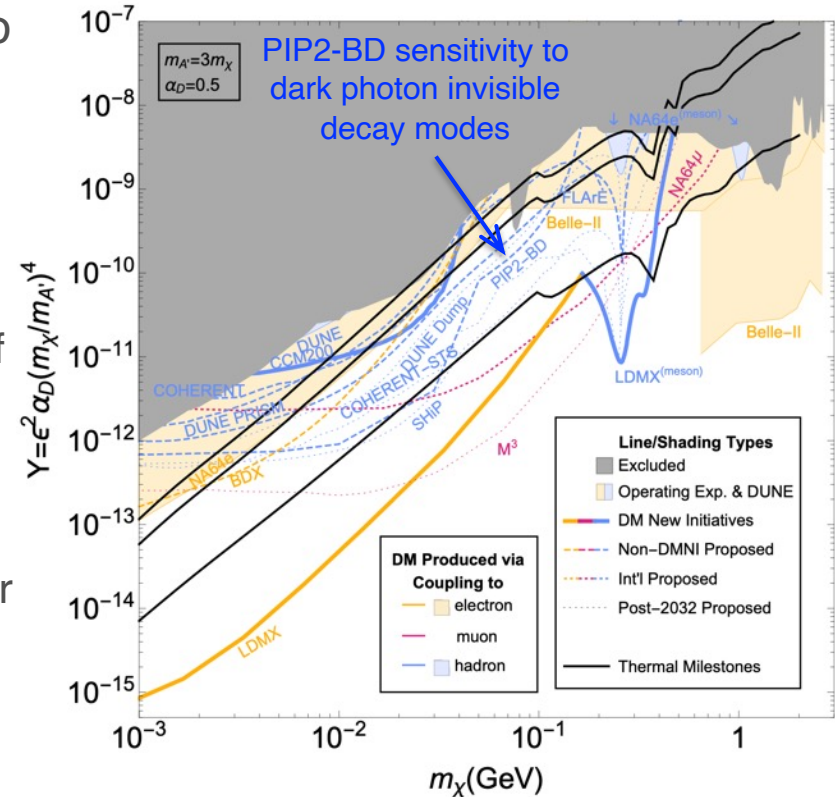 o
f
r
PIP2-BD sensitivity to
dark photon invisible
decay modes
m_A'=3m_χ
α_D=0.5
10^-7
10^-8
10^-9
10^-10
10^-11
10^-12
10^-13
10^-14
10^-15
Y=ϵ^2 α_D(m_χ/m_A')^4
NA64e^(meson)
NA64μ
FLArE
Belle-II
PIP2-BD
DUNE Dump
DUNE
CCM200
COHERENT
COHERENT-STS
DUNE PRISM
SHiP
LDMX^(meson)
Belle-II
NA64e
BDX
M^3
LDMX
Line/Shading Types
Excluded
Operating Exp. & DUNE
DM New Initiatives
Non-DMNI Proposed
Int'l Proposed
Post-2032 Proposed
Thermal Milestones
DM Produced via
Coupling to
electron
muon
hadron
10^-3
10^-2
10^-1
1
m_χ(GeV)